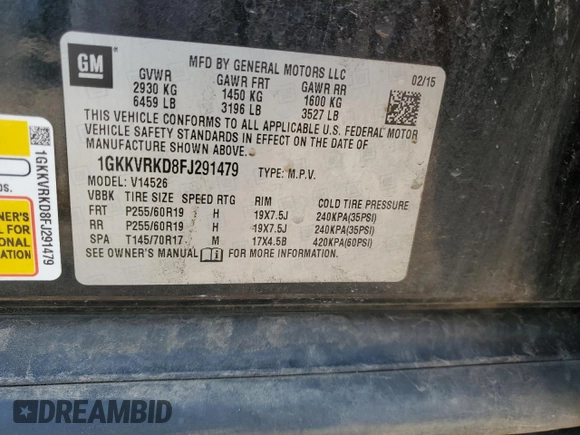 GM
MFD BY GENERAL MOTORS LLC
02/15
GVWR GAWR FRT GAWR RR
2930 KG 1450 KG 1600 KG
6459 LB 3196 LB 3527 LB
THIS VEHICLE CONFORMS TO ALL APPLICABLE U.S. FEDERAL MOTOR
VEHICLE SAFETY STANDARDS IN EFFECT ON THE DATE OF
MANUFACTURE SHOWN ABOVE.
1GKKVRKD8FJ291479 TYPE: M.P.V.
MODEL: V14526
VBBK TIRE SIZE SPEED RTG RIM COLD TIRE PRESSURE
FRT P255/60R19 H 19X7.5J 240KPA(35PSI)
RR P255/60R19 H 19X7.5J 240KPA(35PSI)
SPA T145/70R17 M 17X4.5B 420KPA(60PSI)
SEE OWNER'S MANUAL FOR MORE INFORMATION.
1GKKVRKD8FJ291479
DREAMBID